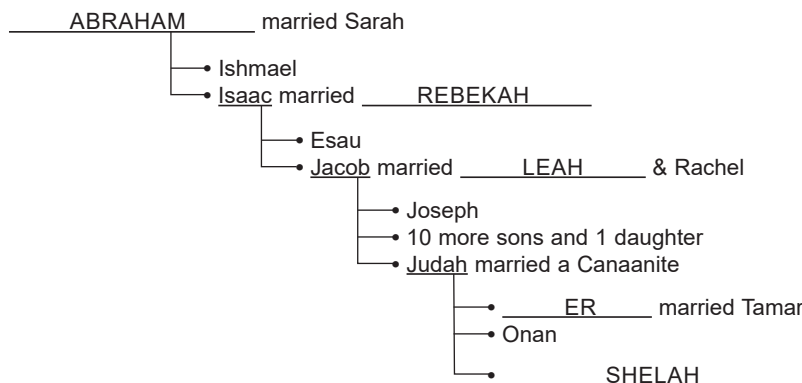 ABRAHAM married Sarah
Ishmael
Isaac married REBEKAH
Esau
Jacob married LEAH & Rachel
Joseph
10 more sons and 1 daughter
Judah married a Canaanite
ER married Tamar
Onan
SHELAH